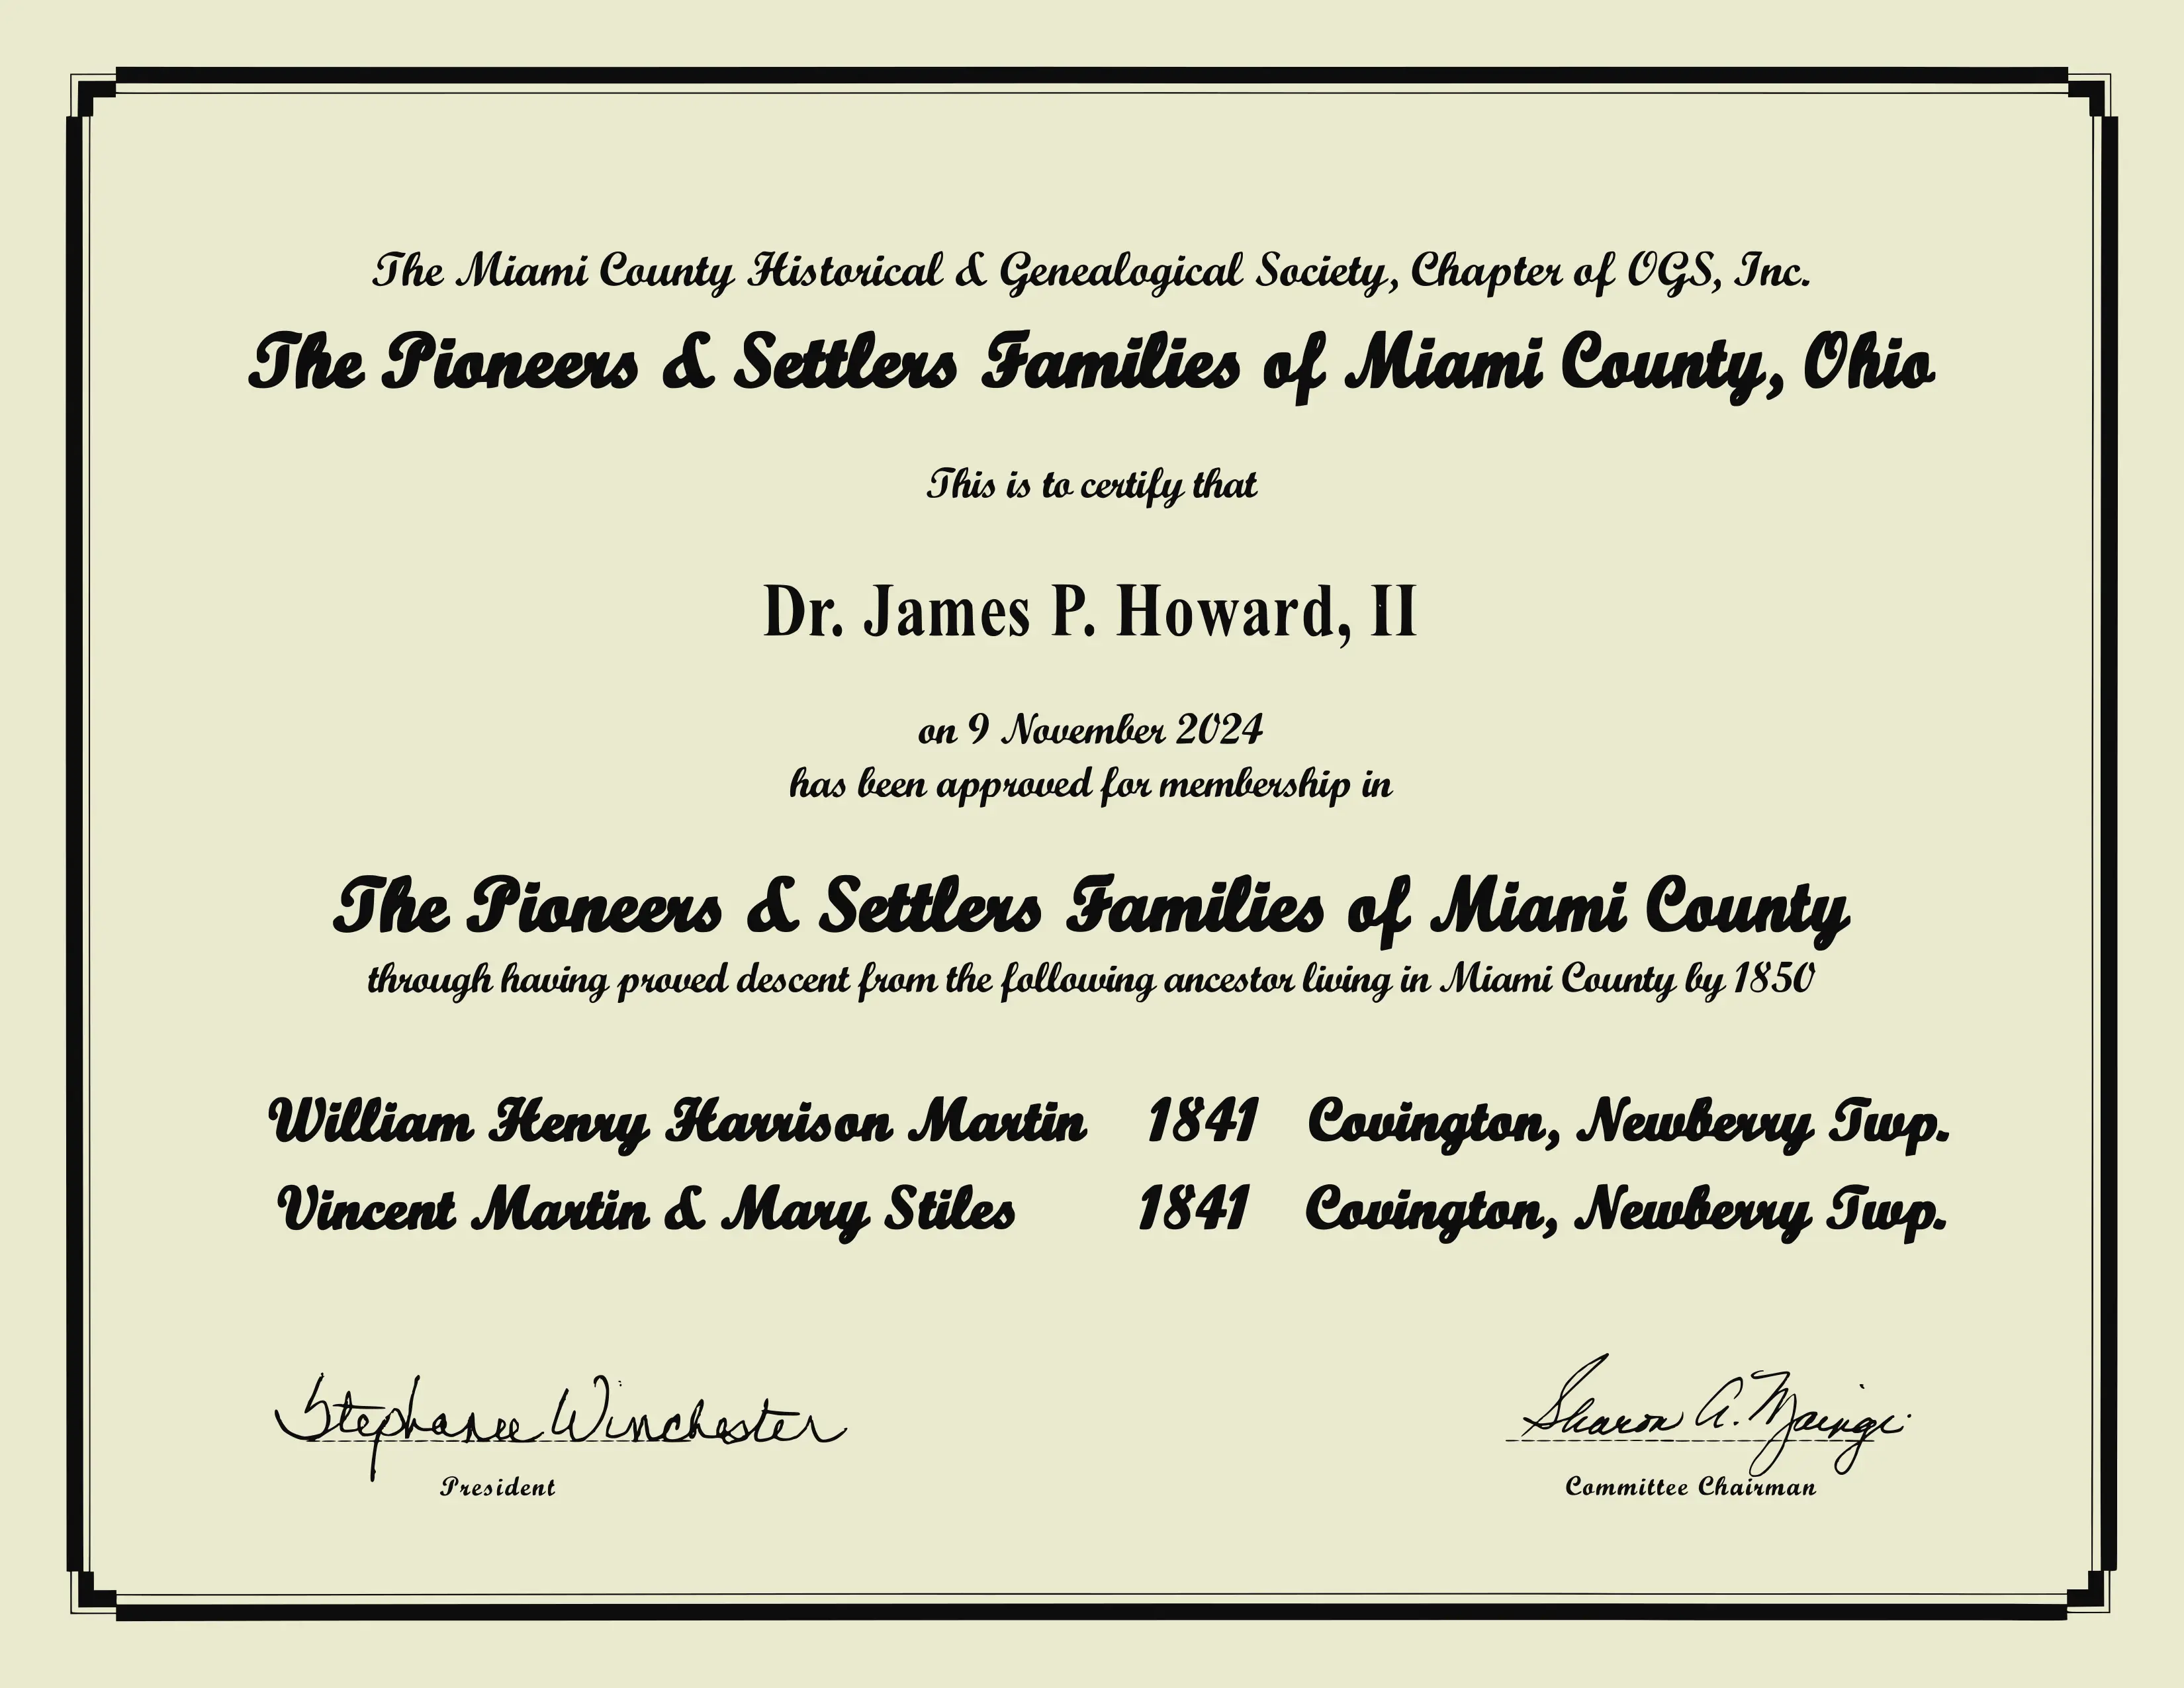 The Miami County Historical & Genealogical Society, Chapter of OGS, Inc.
The Pioneers & Settlers Families of Miami County, Ohio
This is to certify that
Dr. James P. Howard, II
on 9 November 2024
has been approved for membership in
The Pioneers & Settlers Families of Miami County
through having proved descent from the following ancestor living in Miami County by 1850
William Henry Harrison Martin 1841 Covington, Newberry Twp.
Vincent Martin & Mary Stiles 1841 Covington, Newberry Twp.
Stephanie Winchester Sharon A.
President Committee Chairman